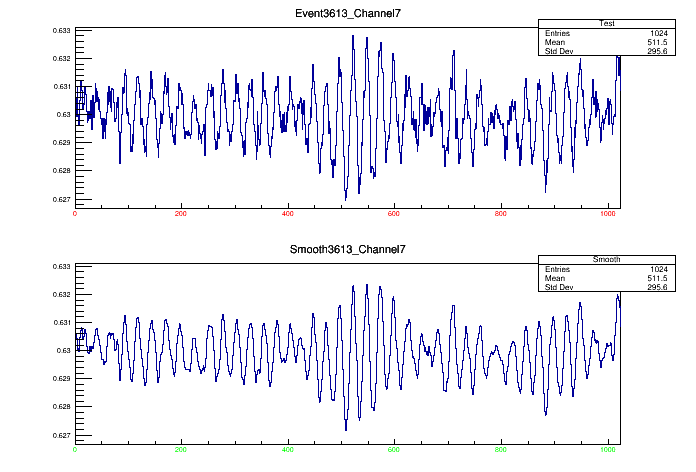 Event3613_Channel7
Test
Entries 1024
Mean 511.5
Std Dev 295.6
0.633
0.632
0.631
0.63
0.629
0.628
0.627
0 200 400 600 800 1000
Smooth3613_Channel7
Smooth
Entries 1024
Mean 511.5
Std Dev 295.6
0.633
0.632
0.631
0.63
0.629
0.628
0.627
0 200 400 600 800 1000